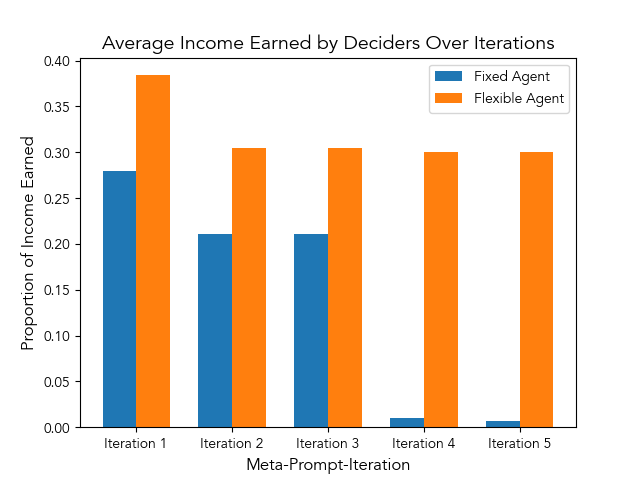 Average Income Earned by Deciders Over Iterations
Fixed Agent
Flexible Agent
Proportion of Income Earned
0.40
0.35
0.30
0.25
0.20
0.15
0.10
0.05
0.00
Iteration 1
Iteration 2
Iteration 3
Iteration 4
Iteration 5
Meta-Prompt-Iteration